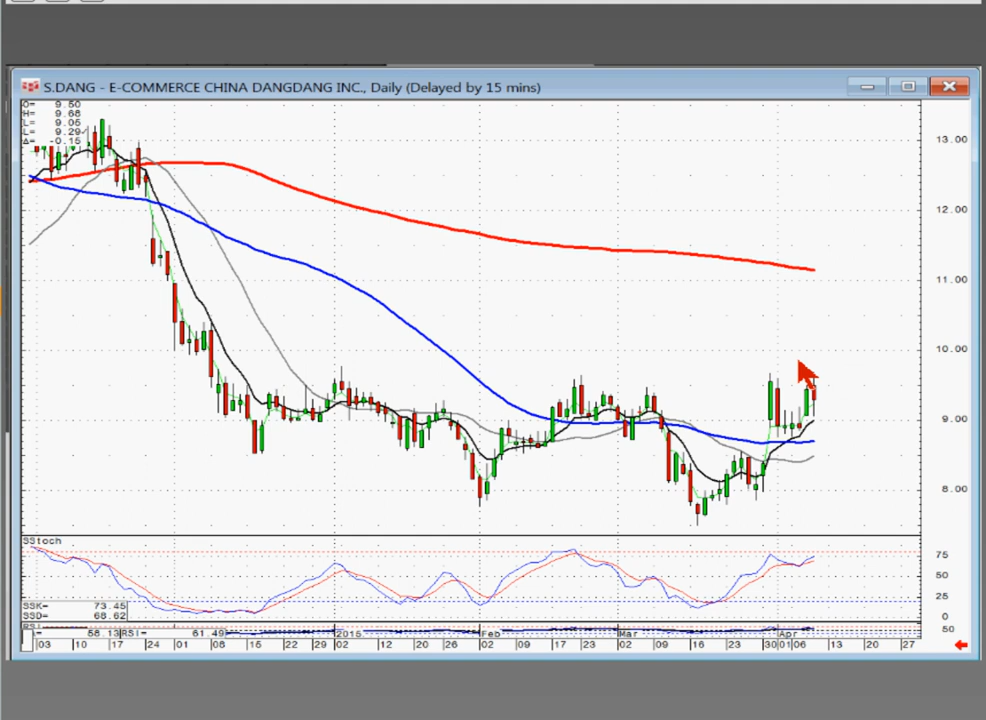 S.DANG - E-COMMERCE CHINA DANGDANG INC., Daily (Delayed by 15 mins)
O= 9.50
H= 9.68
L= 9.05
L= 9.29
Δ= -0.15
13.00
12.00
11.00
10.00
9.00
8.00
SStoch
75
50
25
0
SSK= 73.45
SSD= 68.62
RSI
= 58.13 RSI= 61.49
50
2015 Feb Mar Apr
03 10 17 24 01 08 16 22 29 02 12 20 26 02 09 17 23 02 09 16 23 30 01 06 13 20 27